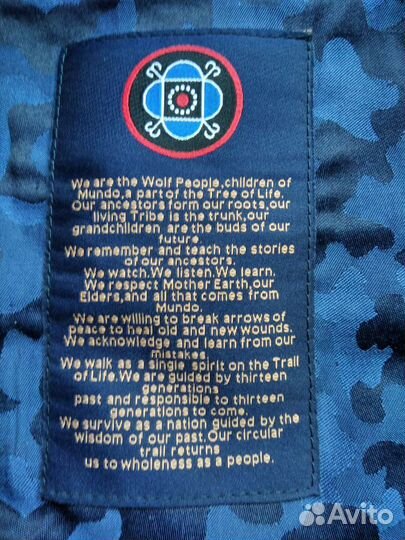 We are the Wolf People,children of
Mundo,a part of the Tree of Life.
Our ancestors form our roots,our
living Tribe is the trunk,our
grandchildren are the buds of our
future.
We remember and teach the stories
of our ancestors.
We watch.We listen.We learn.
We respect Mother Earth,our
Elders,and all that comes from
Mundo.
We are willing to break arrows of
peace to heal old and new wounds.
We acknowledge and learn from our
mistakes.
We walk as a single spirit on the Trail
of Life.We are guided by thirteen
generations
past and responsible to thirteen
generations to come.
We survive as a nation guided by the
wisdom of our past.Our circular
trail returns
us to wholeness as a people.
Avito